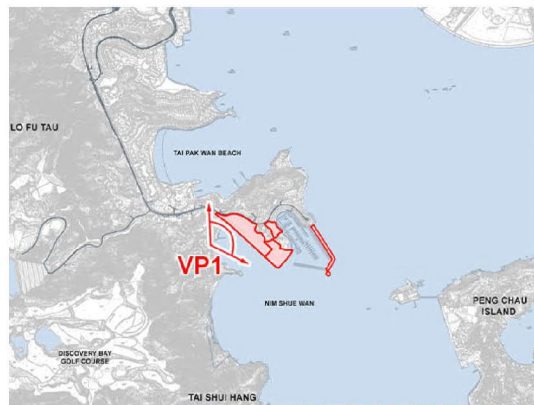 LO FU TAU
TAI PAK WAN BEACH
VP1
NIM SHUE WAN
PENG CHAU
ISLAND
DISCOVERY BAY
GOLF COURSE
TAI SHUI HANG